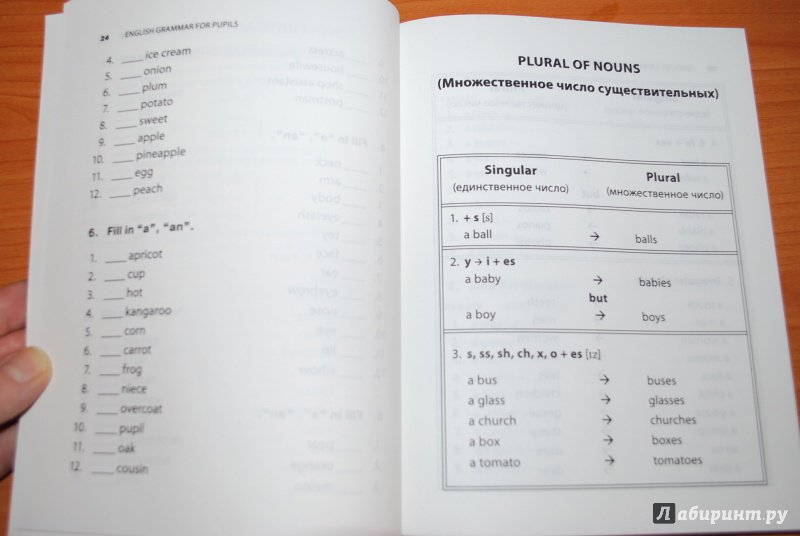 24 ENGLISH GRAMMAR FOR PUPILS
4. ____ ice cream
5. ____ onion
6. ____ plum
7. ____ potato
8. ____ sweet
9. ____ apple
10. ____ pineapple
11. ____ egg
12. ____ peach
6. Fill in "a", "an".
1. ____ apricot
2. ____ cup
3. ____ hot
4. ____ kangaroo
5. ____ corn
6. ____ carrot
7. ____ frog
8. ____ niece
9. ____ overcoat
10. ____ pupil
11. ____ oak
12. ____ cousin
PLURAL OF NOUNS
(Множественное число существительных)
Singular Plural
(единственное число) (множественное число)
1. + s [s]
a ball → balls
2. y → i + es
a baby → babies
but
a boy → boys
3. s, ss, sh, ch, x, o + es [ɪz]
a bus → buses
a glass → glasses
a church → churches
a box → boxes
a tomato → tomatoes
Лабиринт.ру